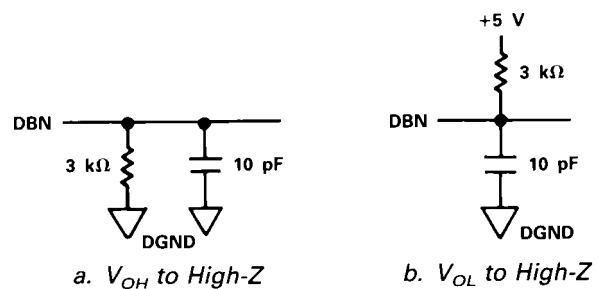 DBN
3 kΩ
10 pF
DGND
a. VOH to High-Z
+5 V
3 kΩ
DBN
10 pF
DGND
b. VOL to High-Z